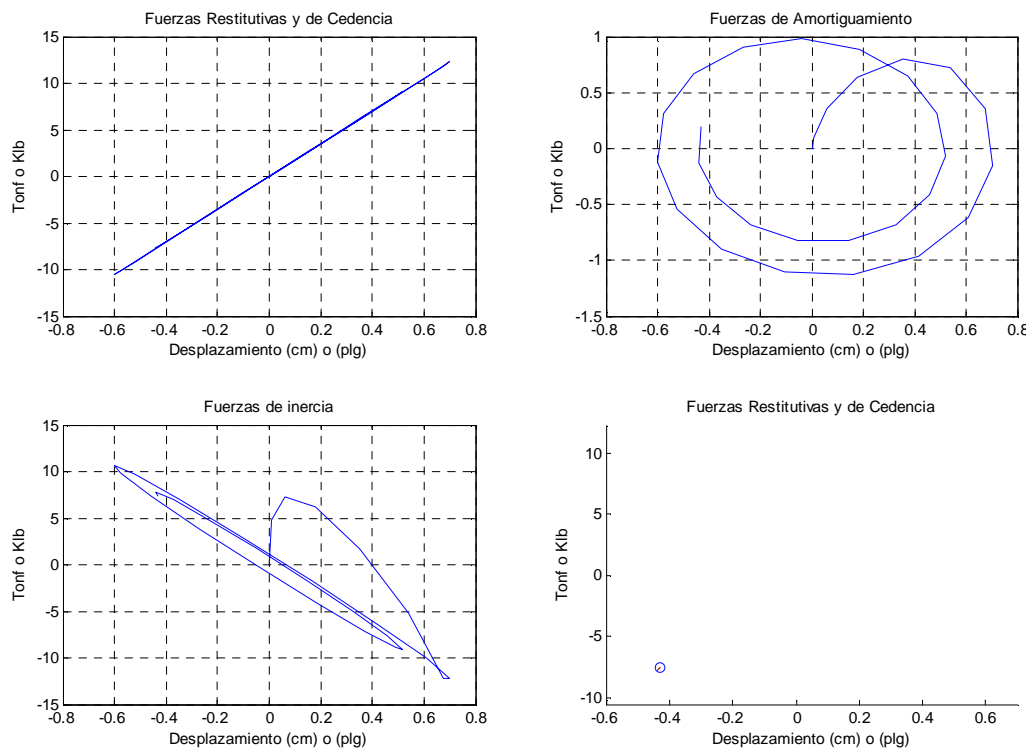 Fuerzas Restitutivas y de Cedencia
15
10
5
0
-5
-10
-15
Tonf o Klb
-0.8 -0.6 -0.4 -0.2 0 0.2 0.4 0.6 0.8
Desplazamiento (cm) o (plg)
Fuerzas de Amortiguamiento
1
0.5
0
-0.5
-1
-1.5
Tonf o Klb
-0.8 -0.6 -0.4 -0.2 0 0.2 0.4 0.6 0.8
Desplazamiento (cm) o (plg)
Fuerzas de inercia
15
10
5
0
-5
-10
-15
Tonf o Klb
-0.8 -0.6 -0.4 -0.2 0 0.2 0.4 0.6 0.8
Desplazamiento (cm) o (plg)
Fuerzas Restitutivas y de Cedencia
10
5
0
-5
-10
Tonf o Klb
-0.6 -0.4 -0.2 0 0.2 0.4 0.6
Desplazamiento (cm) o (plg)